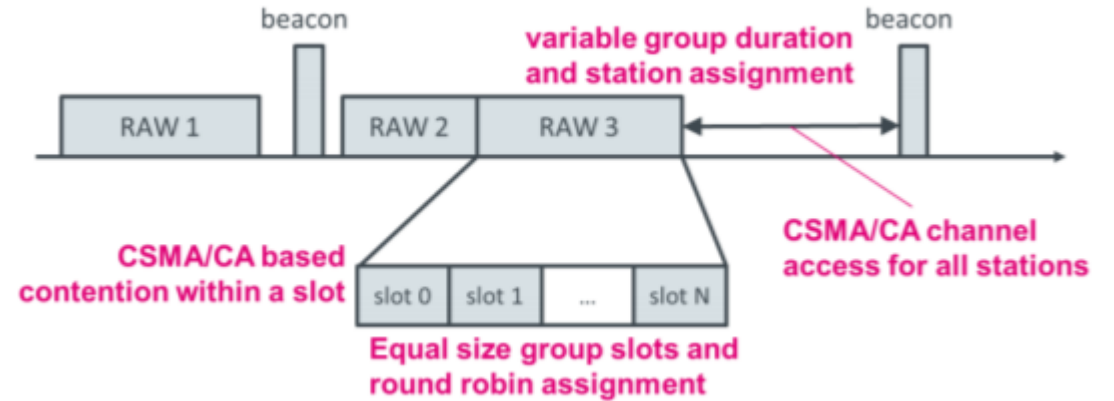 beacon
beacon
variable group duration
and station assignment
RAW 1
RAW 2
RAW 3
CSMA/CA channel
access for all stations
CSMA/CA based
contention within a slot
slot 0
slot 1
...
slot N
Equal size group slots and
round robin assignment